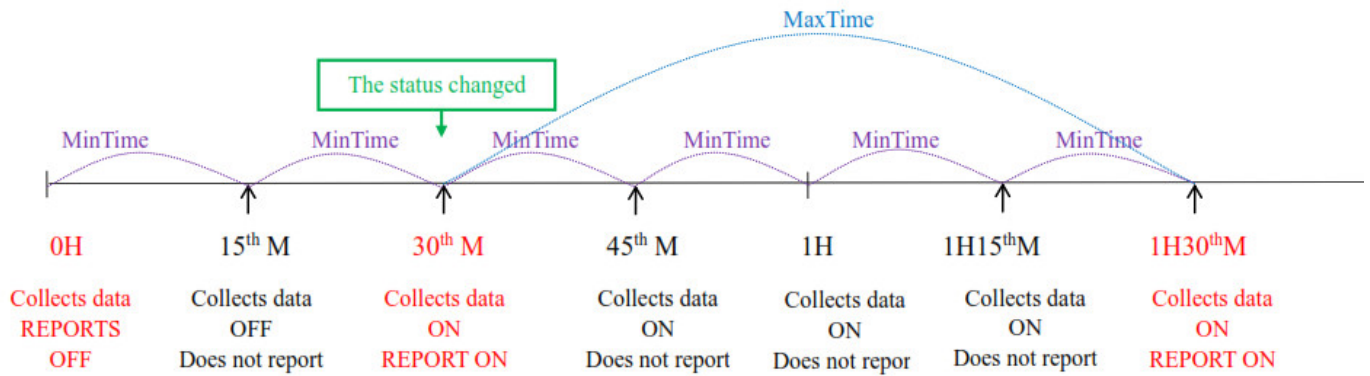 MaxTime
The status changed
MinTime MinTime MinTime MinTime MinTime MinTime
0H 15th M 30th M 45th M 1H 1H15thM 1H30thM
Collects data Collects data Collects data Collects data Collects data Collects data Collects data
REPORTS OFF ON ON ON ON ON
OFF Does not report REPORT ON Does not report Does not repor Does not report REPORT ON